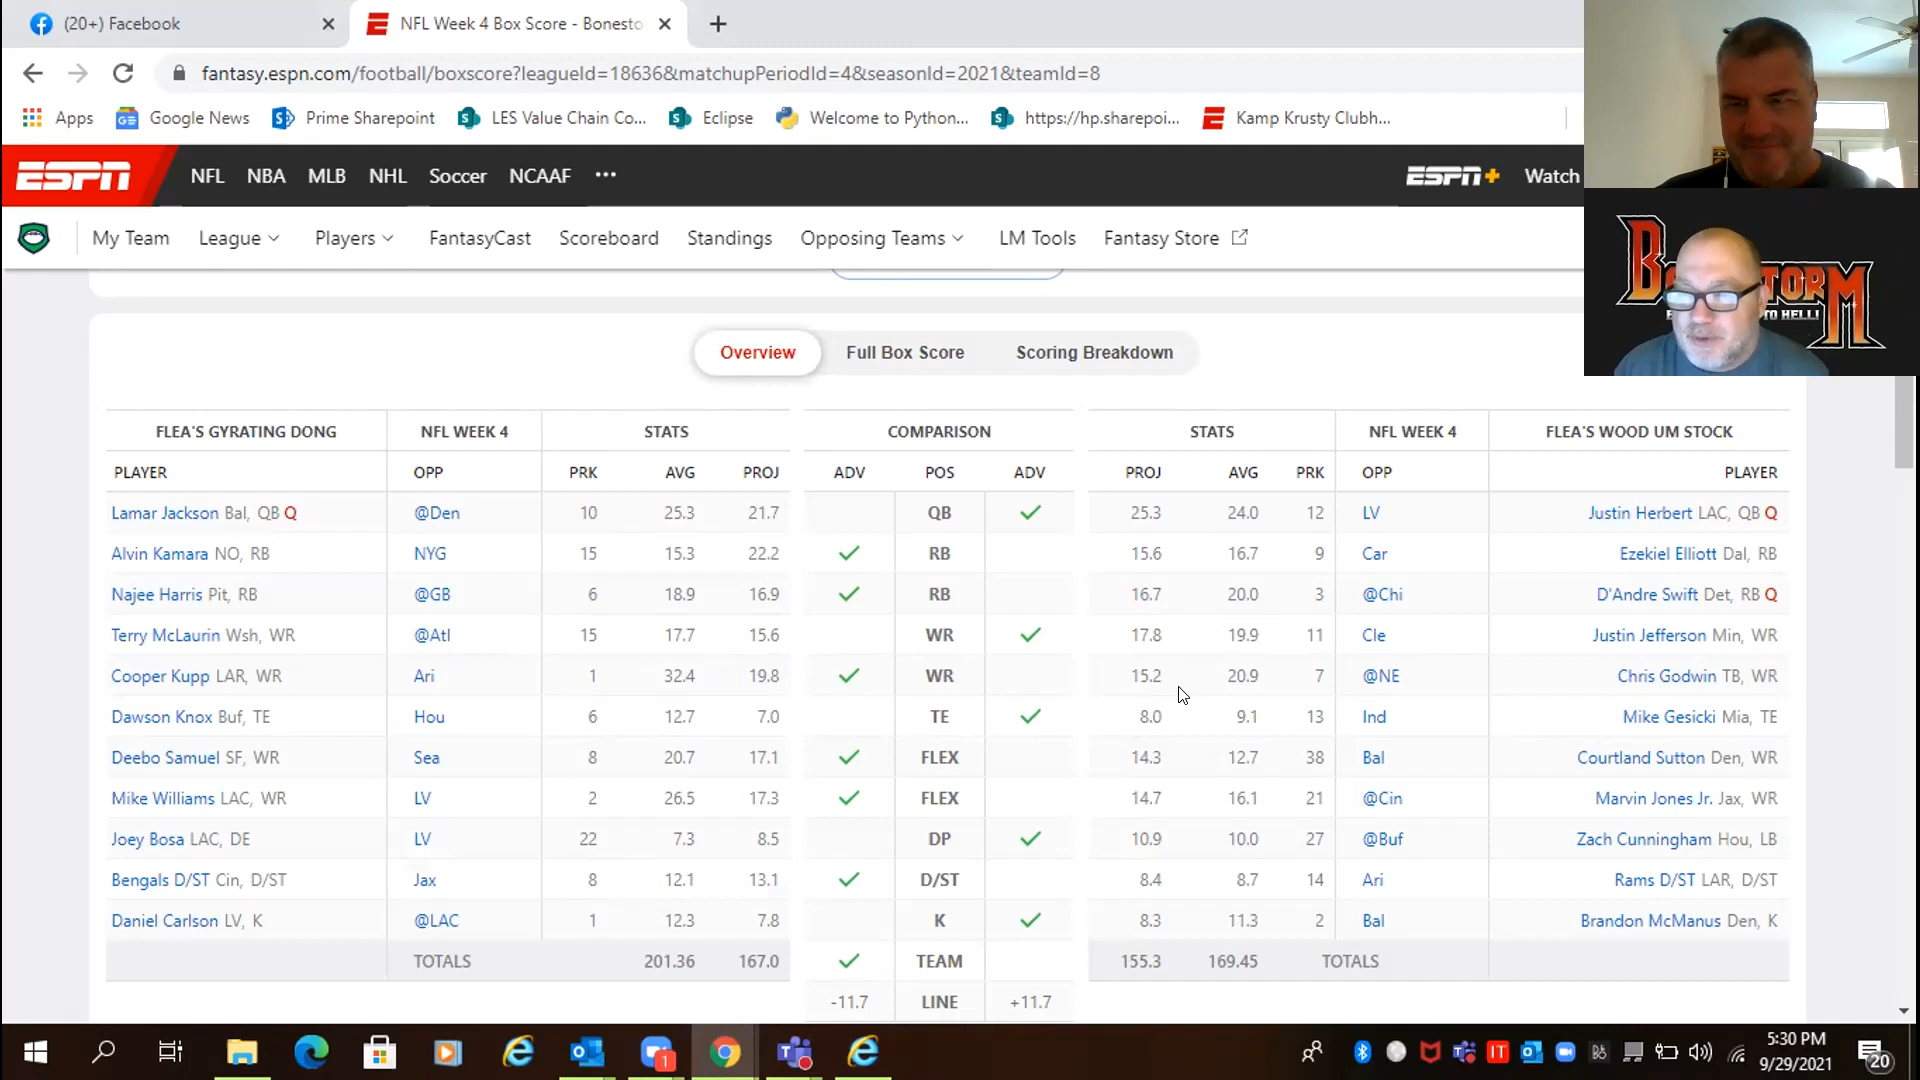 (20+) Facebook
NFL Week 4 Box Score - Bonesto
fantasy.espn.com/football/boxscore?leagueId=18636&matchupPeriodId=4&seasonId=2021&teamId=8
Apps Google News Prime Sharepoint LES Value Chain Co... Eclipse Welcome to Python... https://hp.sharepoi... Kamp Krusty Clubh...
ESPN NFL NBA MLB NHL Soccer NCAAF ••• ESPN+ Watch
My Team League Players FantasyCast Scoreboard Standings Opposing Teams LM Tools Fantasy Store
TO HELL!
Overview Full Box Score Scoring Breakdown
FLEA'S GYRATING DONG NFL WEEK 4 STATS COMPARISON STATS NFL WEEK 4 FLEA'S WOOD UM STOCK
PLAYER OPP PRK AVG PROJ ADV POS ADV PROJ AVG PRK OPP PLAYER
Lamar Jackson Bal, QB Q @Den 10 25.3 21.7 QB ✓ 25.3 24.0 12 LV Justin Herbert LAC, QB Q
Alvin Kamara NO, RB NYG 15 15.3 22.2 ✓ RB 15.6 16.7 9 Car Ezekiel Elliott Dal, RB
Najee Harris Pit, RB @GB 6 18.9 16.9 ✓ RB 16.7 20.0 3 @Chi D'Andre Swift Det, RB Q
Terry McLaurin Wsh, WR @Atl 15 17.7 15.6 WR ✓ 17.8 19.9 11 Cle Justin Jefferson Min, WR
Cooper Kupp LAR, WR Ari 1 32.4 19.8 ✓ WR 15.2 20.9 7 @NE Chris Godwin TB, WR
Dawson Knox Buf, TE Hou 6 12.7 7.0 TE ✓ 8.0 9.1 13 Ind Mike Gesicki Mia, TE
Deebo Samuel SF, WR Sea 8 20.7 17.1 ✓ FLEX 14.3 12.7 38 Bal Courtland Sutton Den, WR
Mike Williams LAC, WR LV 2 26.5 17.3 ✓ FLEX 14.7 16.1 21 @Cin Marvin Jones Jr. Jax, WR
Joey Bosa LAC, DE LV 22 7.3 8.5 DP ✓ 10.9 10.0 27 @Buf Zach Cunningham Hou, LB
Bengals D/ST Cin, D/ST Jax 8 12.1 13.1 ✓ D/ST 8.4 8.7 14 Ari Rams D/ST LAR, D/ST
Daniel Carlson LV, K @LAC 1 12.3 7.8 K ✓ 8.3 11.3 2 Bal Brandon McManus Den, K
TOTALS 201.36 167.0 ✓ TEAM 155.3 169.45 TOTALS
-11.7 LINE +11.7
5:30 PM
9/29/2021
20
1